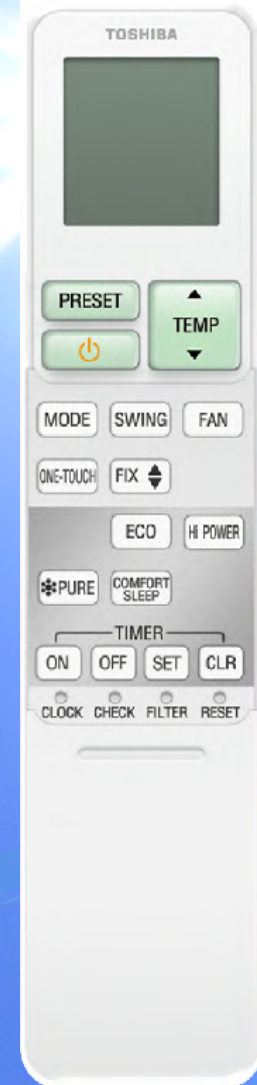 TOSHIBA
PRESET
TEMP
MODE SWING FAN
ONE-TOUCH FIX
ECO Hi POWER
PURE COMFORT
SLEEP
TIMER
ON OFF SET CLR
CLOCK CHECK FILTER RESET